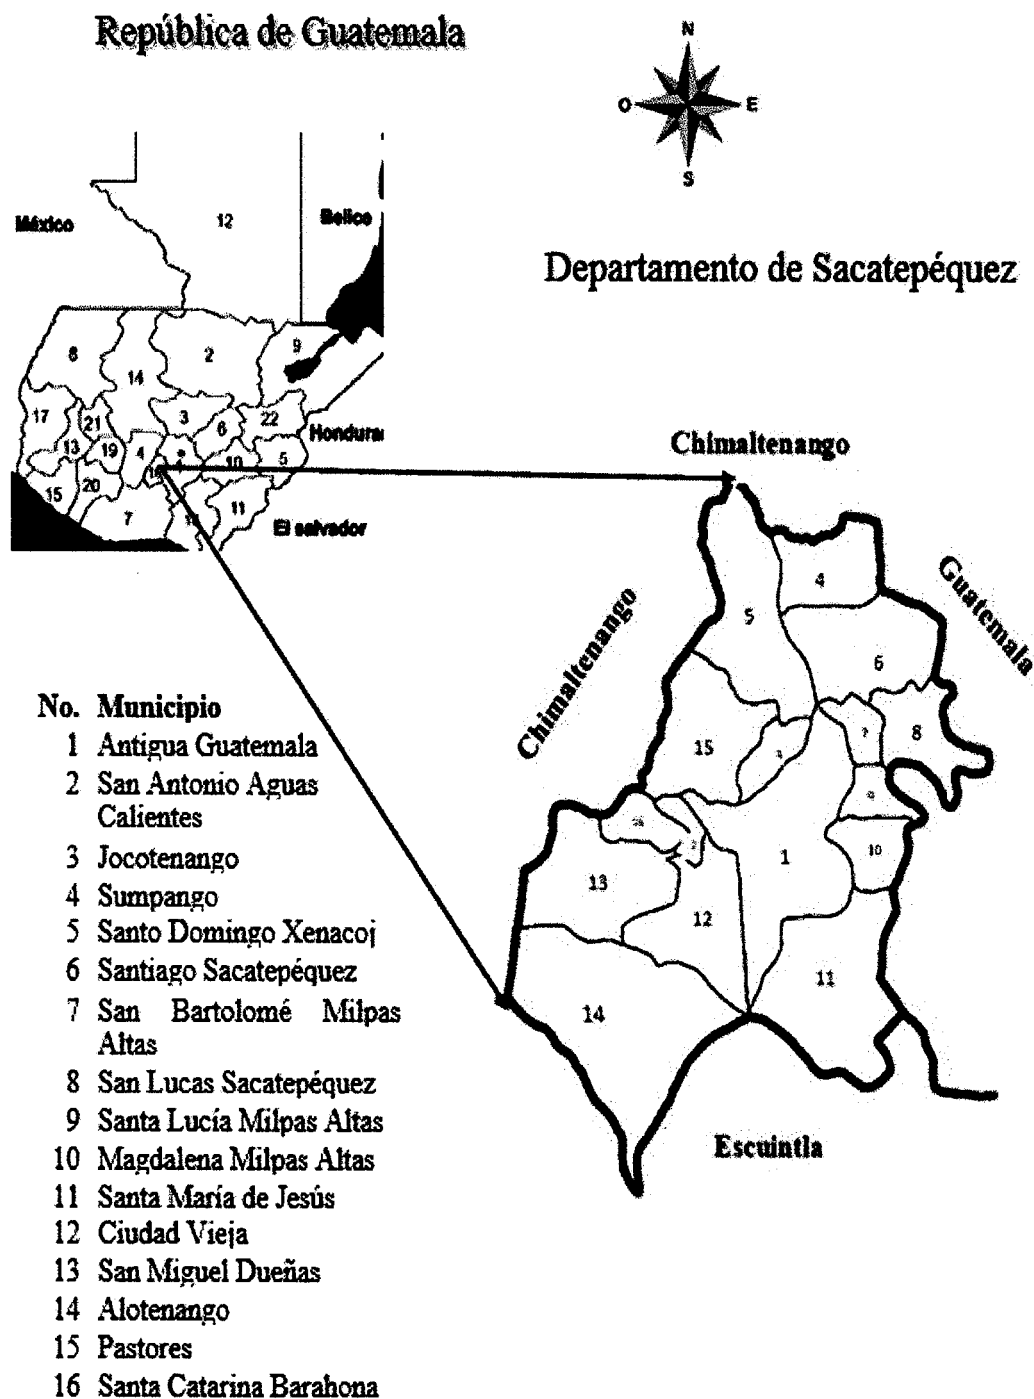 República de Guatemala
N
O
E
S
México
Belice
12
Departamento de Sacatepéquez
8
14
2
9
17
21
3
6
22
Honduras
13
19
4
10
5
15
20
7
11
El salvador
Chimaltenango
Chimaltenango
Guatemala
4
5
6
15
7
8
1
10
13
12
11
14
Escuintla
No. Municipio
1 Antigua Guatemala
2 San Antonio Aguas
Calientes
3 Jocotenango
4 Sumpango
5 Santo Domingo Xenacoj
6 Santiago Sacatepéquez
7 San Bartolomé Milpas
Altas
8 San Lucas Sacatepéquez
9 Santa Lucía Milpas Altas
10 Magdalena Milpas Altas
11 Santa María de Jesús
12 Ciudad Vieja
13 San Miguel Dueñas
14 Alotenango
15 Pastores
16 Santa Catarina Barahona